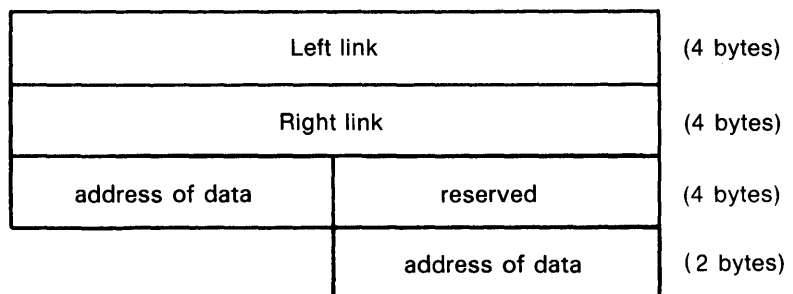 Left link (4 bytes)
Right link (4 bytes)
address of data reserved (4 bytes)
address of data (2 bytes)